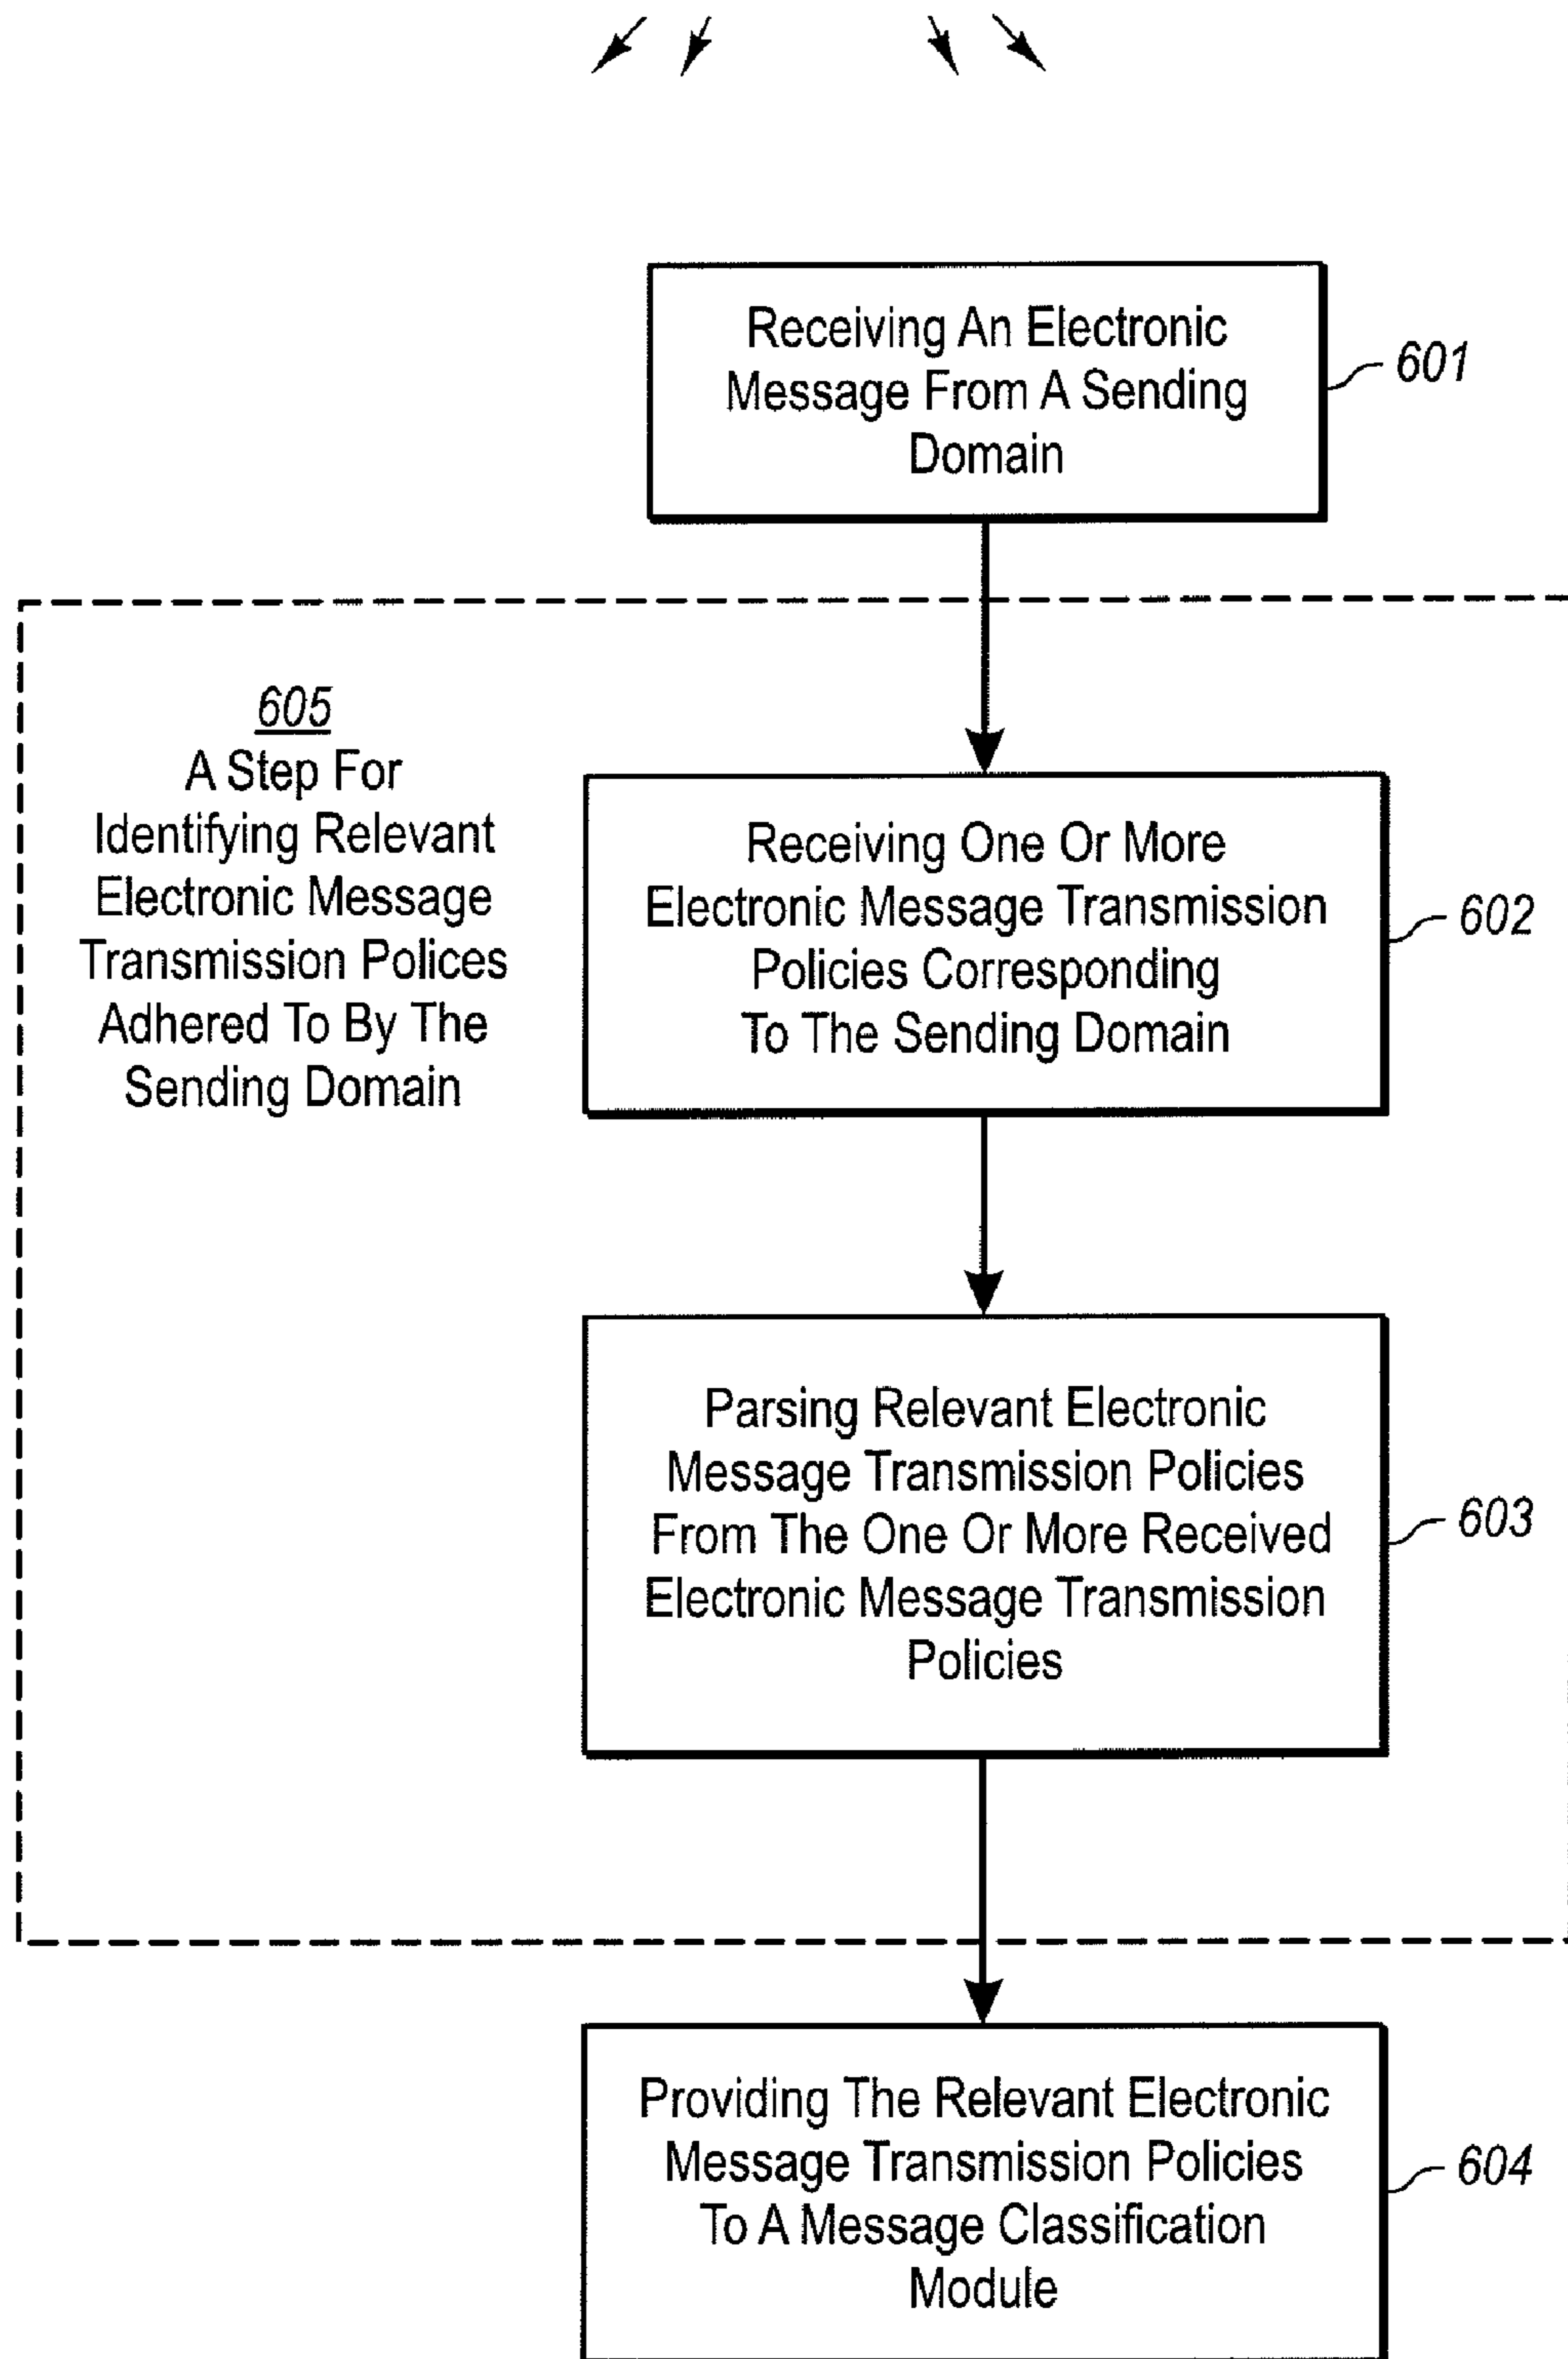 Receiving An Electronic
Message From A Sending
Domain
601
605
A Step For
Identifying Relevant
Electronic Message
Transmission Polices
Adhered To By The
Sending Domain
Receiving One Or More
Electronic Message Transmission
Policies Corresponding
To The Sending Domain
602
Parsing Relevant Electronic
Message Transmission Policies
From The One Or More Received
Electronic Message Transmission
Policies
603
Providing The Relevant Electronic
Message Transmission Policies
To A Message Classification
Module
604